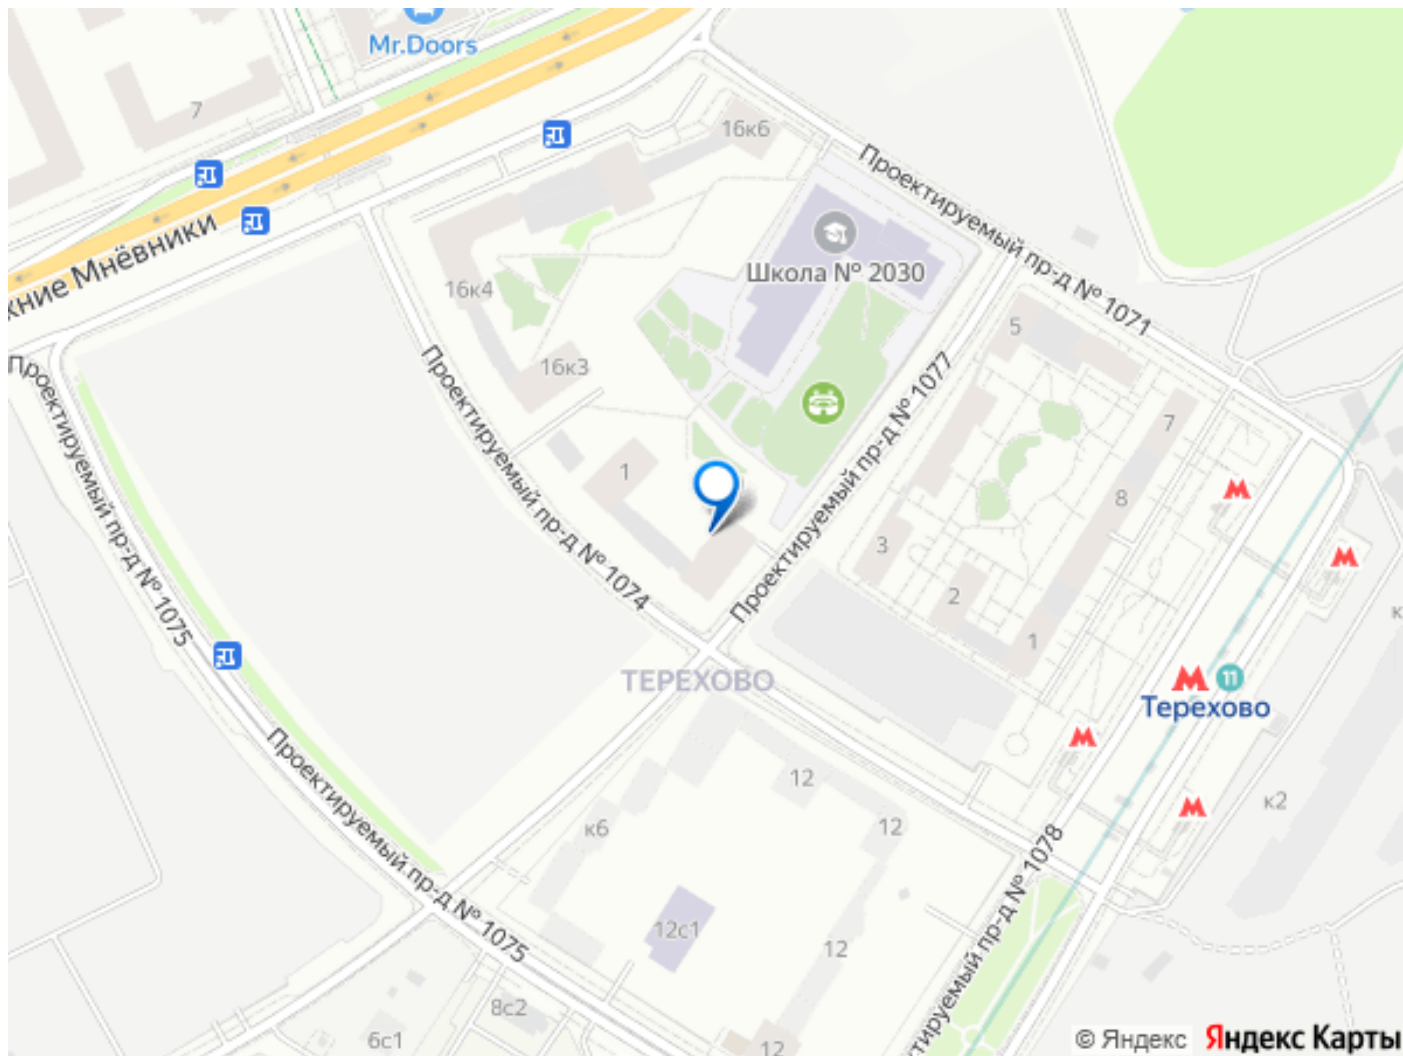 Mr.Doors
7
16к6
Проектируемый пр-д № 1071
хние Мнёвники
Школа № 2030
16к4
5
16к3
Проектируемый пр-д № 1077
Проектируемый пр-д № 1075
Проектируемый пр-д № 1074
7
1
8
3
2
1
ТЕРЕХОВО
11
Терехово
Проектируемый пр-д № 1075
12
к6
12
к2
Проектируемый пр-д № 1078
12с1
12
8с2
6с1
12
© Яндекс Яндекс Карты